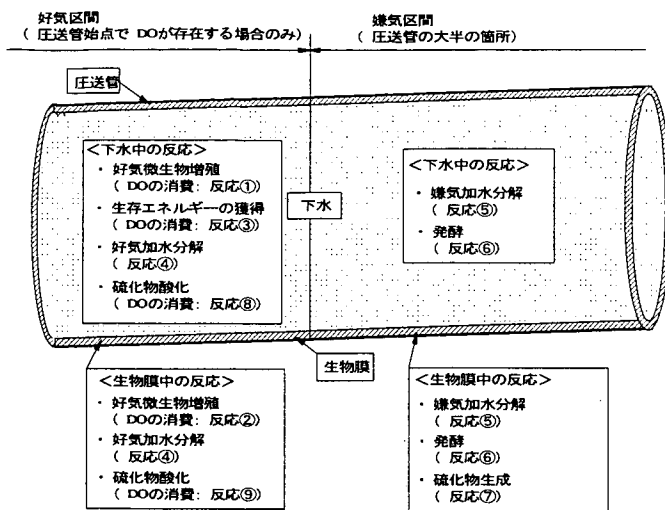 好気区間
( 圧送管始点で DOが存在する場合のみ)
嫌気区間
( 圧送管の大半の箇所)
圧送管
<下水中の反応>
・ 好気微生物増殖
( DOの消費: 反応①)
・ 生存エネルギーの獲得
( DOの消費: 反応③)
・ 好気加水分解
( 反応④)
・ 硫化物酸化
( DOの消費: 反応⑧)
下水
<下水中の反応>
・ 嫌気加水分解
( 反応⑤)
・ 発酵
( 反応⑥)
生物膜
<生物膜中の反応>
・ 好気微生物増殖
( DOの消費: 反応②)
・ 好気加水分解
( 反応④)
・ 硫化物酸化
( DOの消費: 反応⑨)
<生物膜中の反応>
・ 嫌気加水分解
( 反応⑤)
・ 発酵
( 反応⑥)
・ 硫化物生成
( 反応⑦)